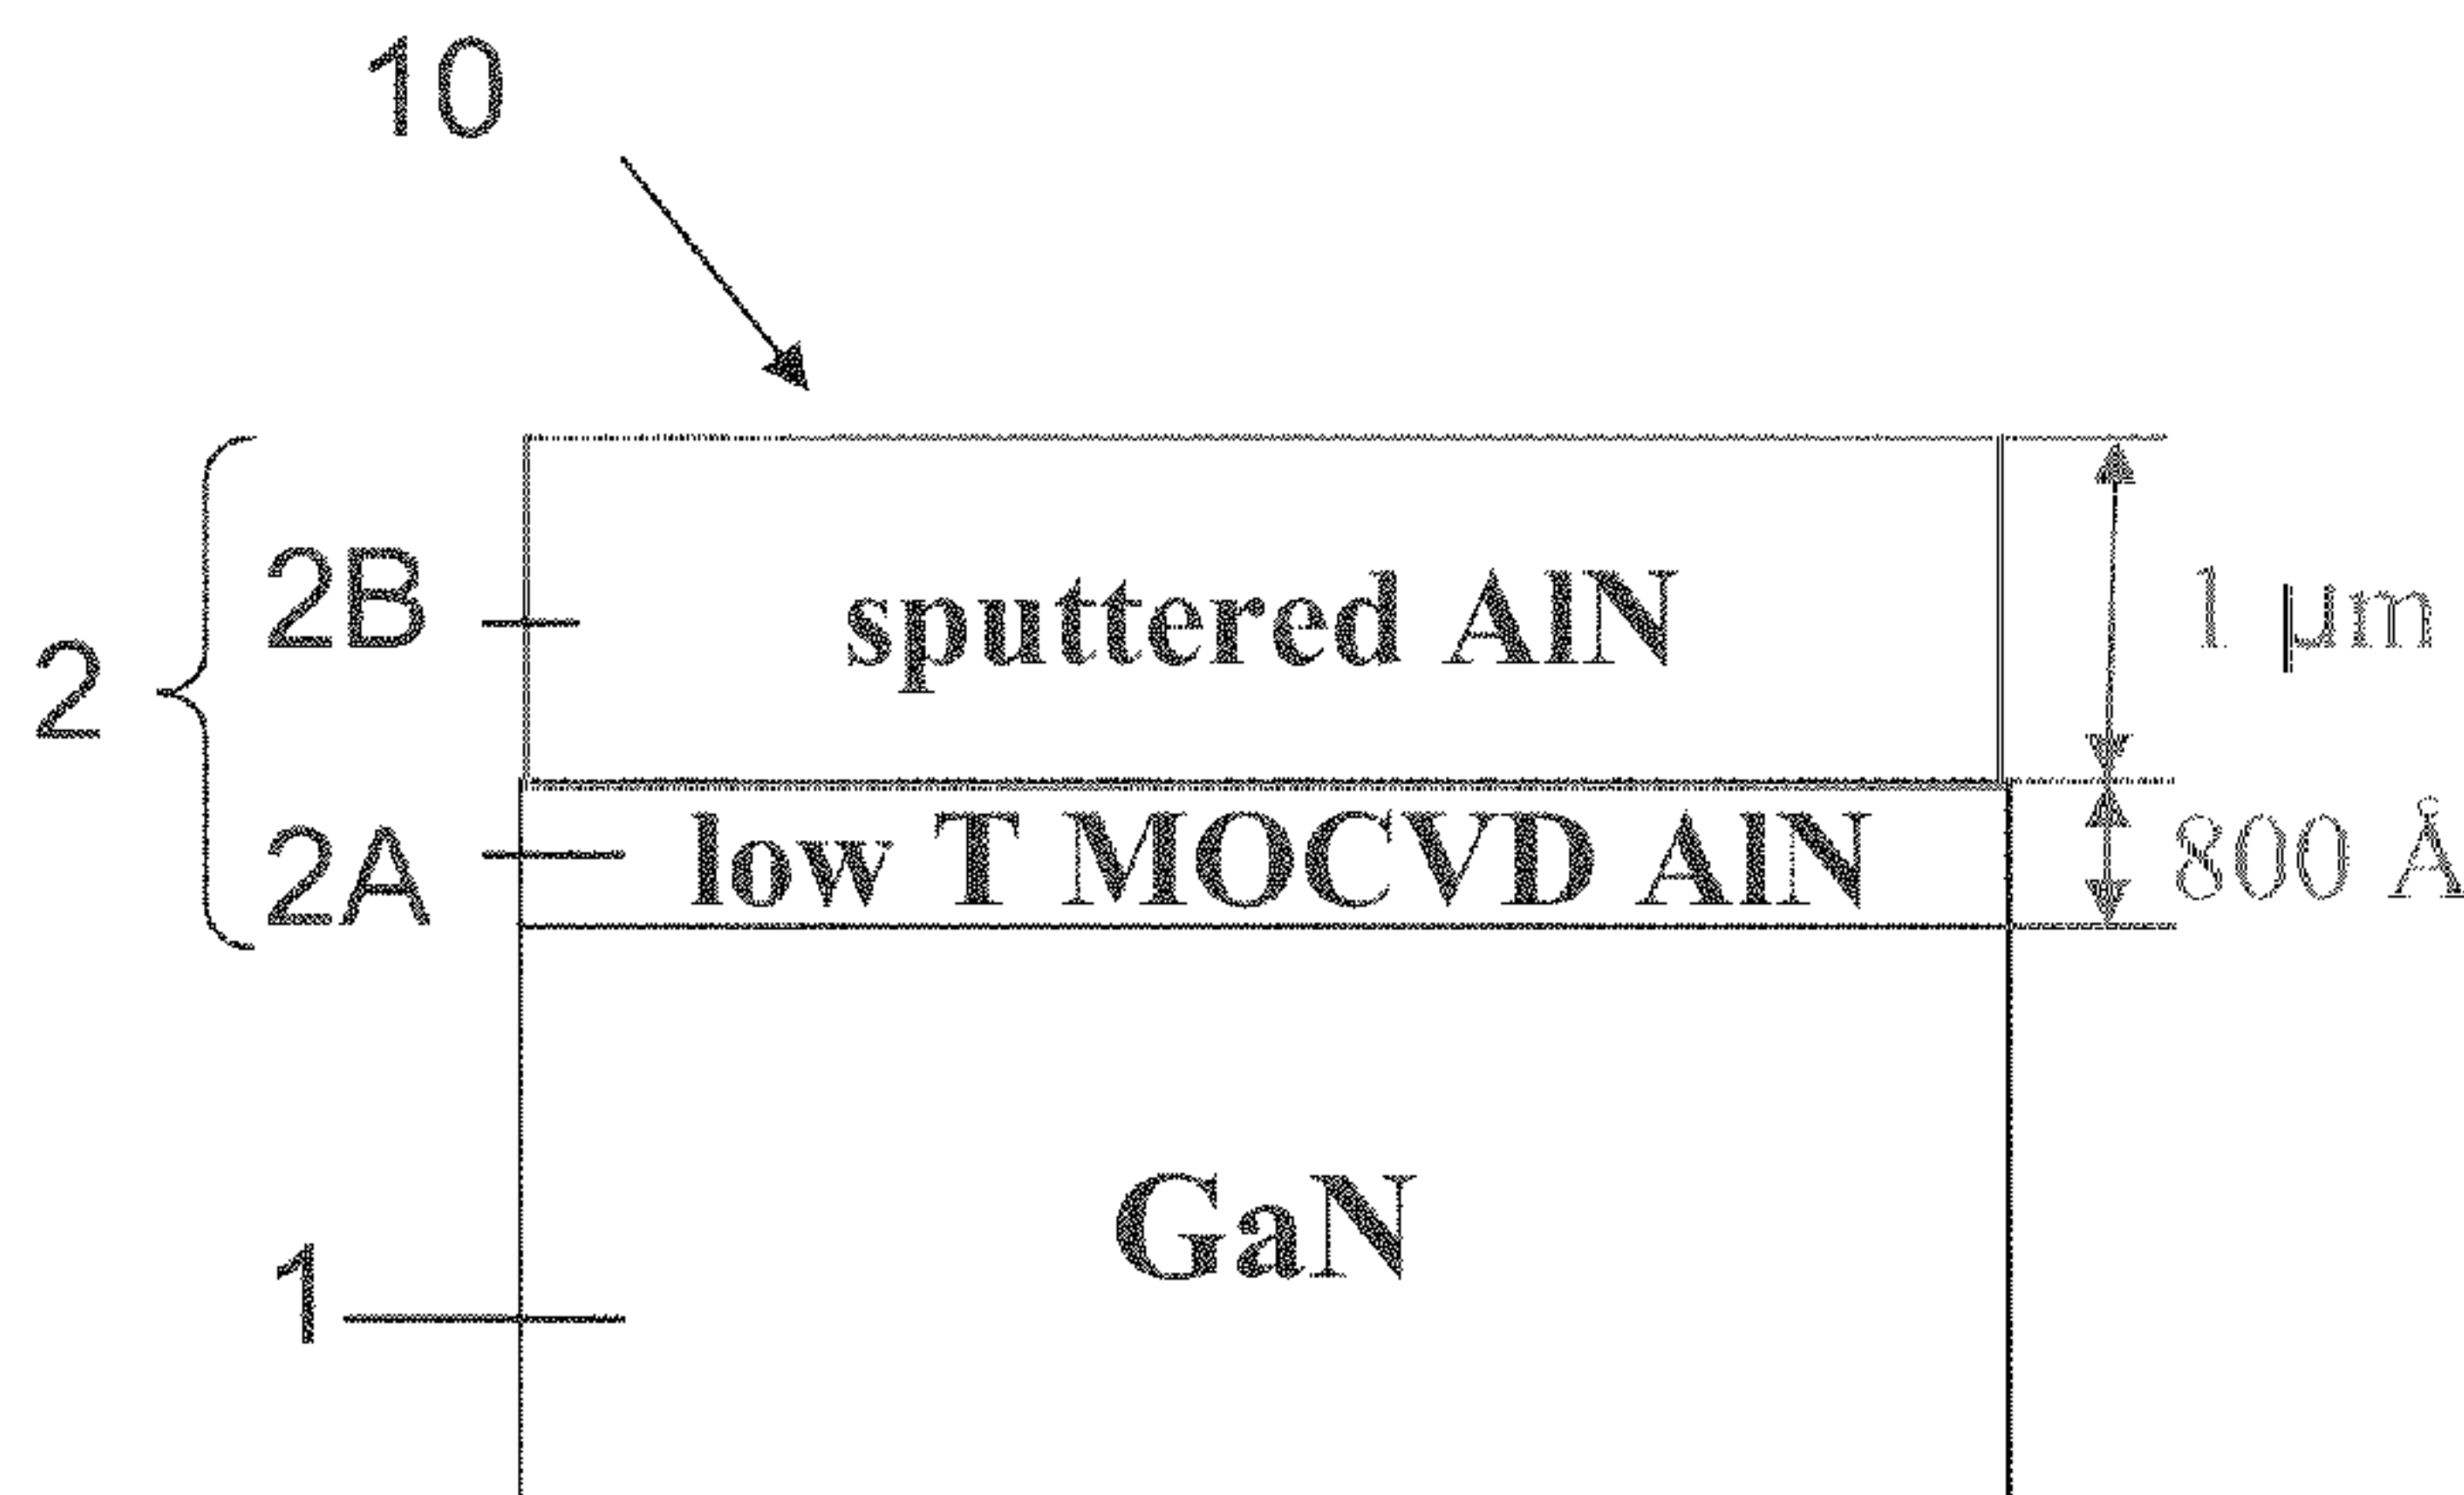 10
2B
sputtered AlN
1 μm
2
2A
low T MOCVD AlN
800 Å
GaN
1